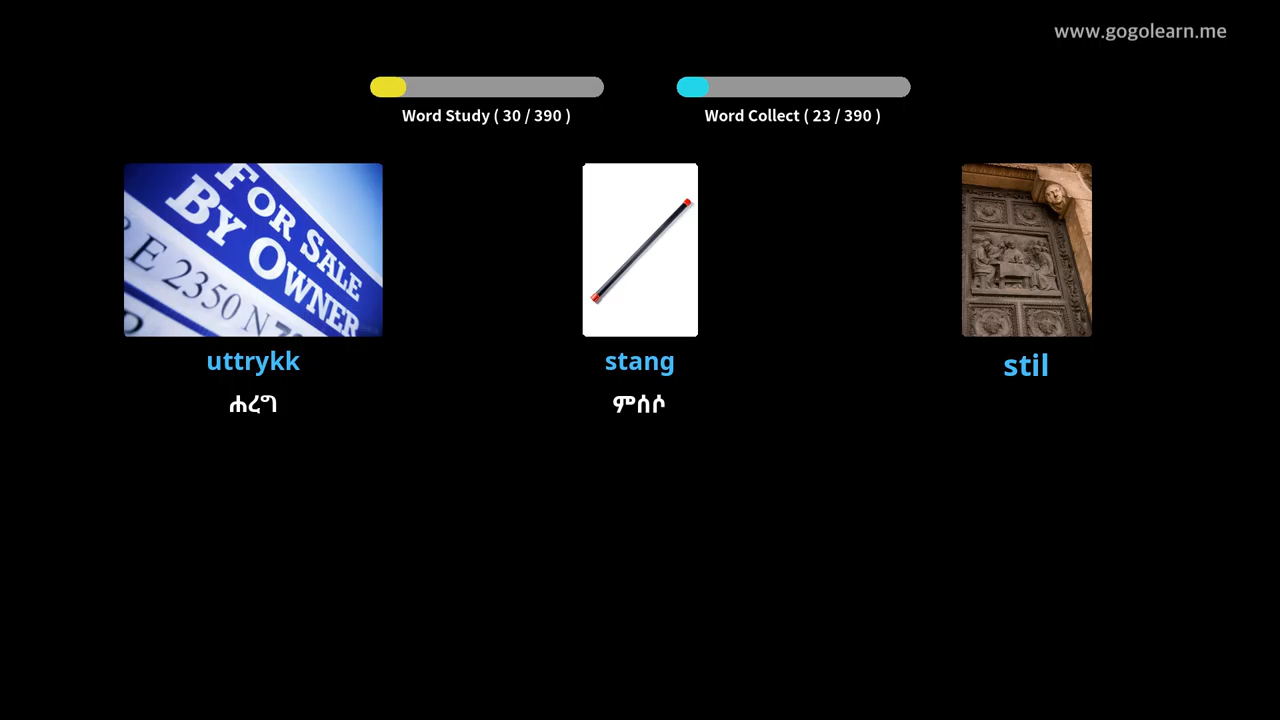 www.gogolearn.me
Word Study ( 30 / 390 )
Word Collect ( 23 / 390 )
FOR SALE
BY OWNER
E 2350 N
uttrykk
stang
stil
ሐረግ
ምሰሶ